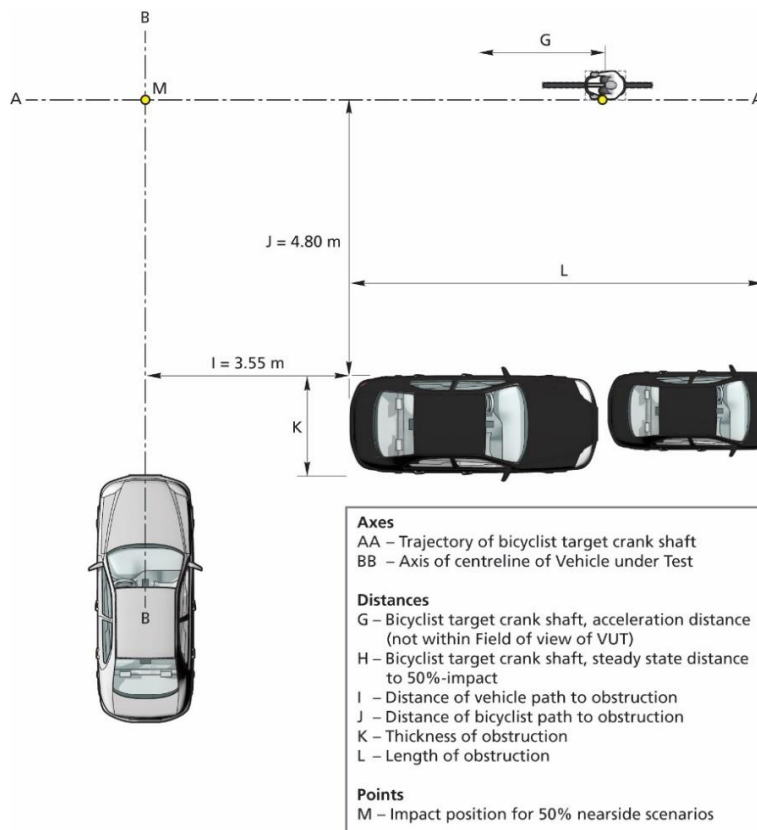 B
G
M
A
A
J = 4.80 m
L
I = 3.55 m
K
B
Axes
AA – Trajectory of bicyclist target crank shaft
BB – Axis of centreline of Vehicle under Test
Distances
G – Bicyclist target crank shaft, acceleration distance
(not within Field of view of VUT)
H – Bicyclist target crank shaft, steady state distance
to 50%-impact
I – Distance of vehicle path to obstruction
J – Distance of bicyclist path to obstruction
K – Thickness of obstruction
L – Length of obstruction
Points
M – Impact position for 50% nearside scenarios